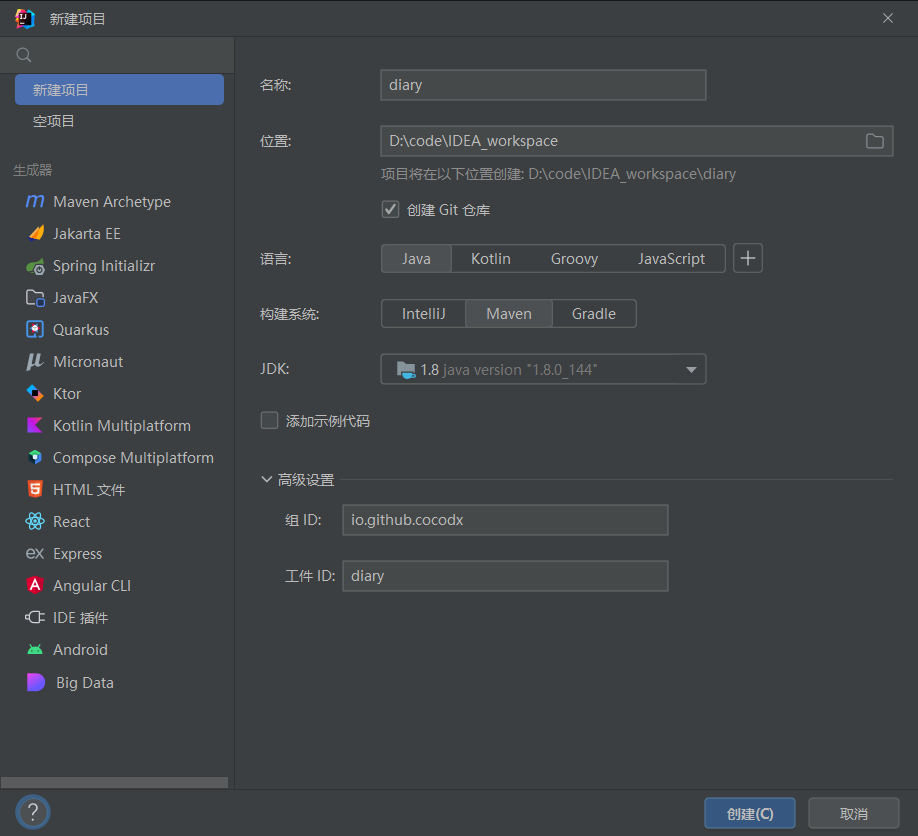 新建项目
新建项目
空项目
生成器
Maven Archetype
Jakarta EE
Spring Initializr
JavaFX
Quarkus
Micronaut
Ktor
Kotlin Multiplatform
Compose Multiplatform
HTML 文件
React
Express
Angular CLI
IDE 插件
Android
Big Data
名称: diary
位置: D:\code\IDEA_workspace
项目将在以下位置创建: D:\code\IDEA_workspace\diary
创建 Git 仓库
语言: Java Kotlin Groovy JavaScript
构建系统: IntelliJ Maven Gradle
JDK: 1.8 java version "1.8.0_144"
添加示例代码
高级设置
组 ID: io.github.cocodx
工件 ID: diary
? 创建(C) 取消